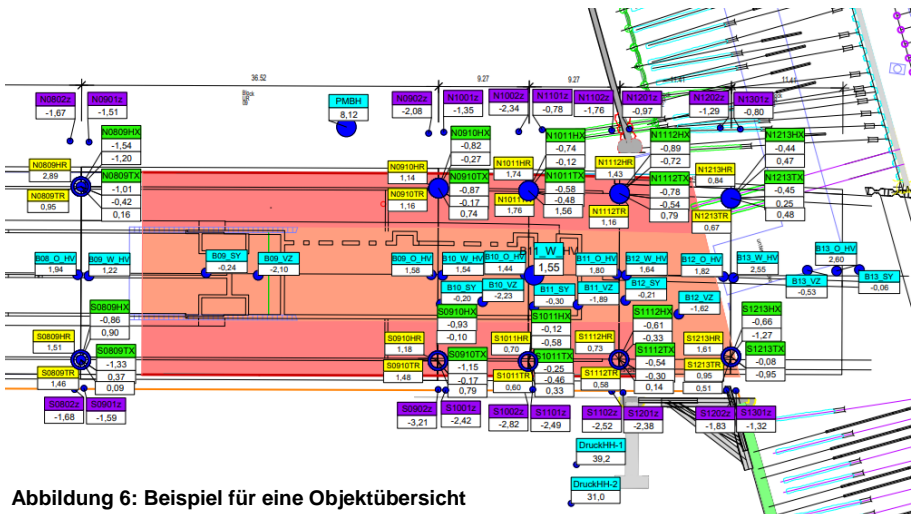 36.52
9.27
9.27
11.41
11.41
N0802z
-1,67
N0901z
-1,51
PMBH
8,12
N0902z
-2,08
N1001z
-1,35
N1002z
-2,34
N1101z
-0,78
N1102z
-1,76
N1201z
-0,97
N1202z
-1,29
N1301z
-0,80
N0809HX
-1,54
-1,20
N0809HR
2,89
N0809TX
-1,01
-0,42
0,16
N0809TR
0,95
N0910HX
-0,82
-0,27
N0910HR
1,14
N0910TX
-0,87
-0,17
0,74
N0910TR
1,16
N1011HX
-0,74
-0,12
N1011HR
1,74
N1011TX
-0,58
-0,48
1,56
1,76
N1112HX
-0,89
-0,72
N1112HR
1,43
N1112TX
-0,78
-0,54
0,79
N1112TR
1,16
N1213HX
-0,44
0,47
N1213HR
0,84
N1213TX
-0,45
0,25
0,48
N1213TR
0,67
B08_O_HV
1,94
B09_W_HV
1,22
B09_SY
-0,24
B09_VZ
-2,10
B09_O_HV
1,58
B10_W_HV
1,54
B10_O_HV
1,44
B11_W_HV
1,55
B11_O_HV
1,80
B12_W_HV
1,64
B12_O_HV
1,82
B13_W_HV
2,55
B13_O_HV
2,60
B13_VZ
-0,53
B13_SY
-0,06
B10_SY
-0,20
B10_VZ
-2,23
B11_SY
-0,30
B11_VZ
-1,89
B12_SY
-0,21
B12_VZ
-1,62
S0809HX
-0,86
0,90
S0809HR
1,51
S0809TX
-1,33
0,37
0,09
S0809TR
1,46
S0910HX
-0,93
-0,10
S0910HR
1,18
S0910TX
-1,15
-0,17
0,79
S0910TR
1,48
S1011HX
-0,12
-0,58
S1011HR
0,70
S1011TX
-0,25
-0,46
0,33
S1011TR
0,60
S1112HX
-0,61
-0,33
S1112HR
0,73
S1112TX
-0,54
-0,30
0,14
S1112TR
0,58
S1213HX
-0,66
-1,27
S1213HR
1,61
S1213TX
-0,08
-0,95
S1213TR
0,95
0,51
S0802z
-1,68
S0901z
-1,59
S0902z
-3,21
S1001z
-2,42
S1002z
-2,82
S1101z
-2,49
S1102z
-2,52
S1201z
-2,38
S1202z
-1,83
S1301z
-1,32
DruckHH-1
39,2
DruckHH-2
31,0
Abbildung 6: Beispiel für eine Objektübersicht